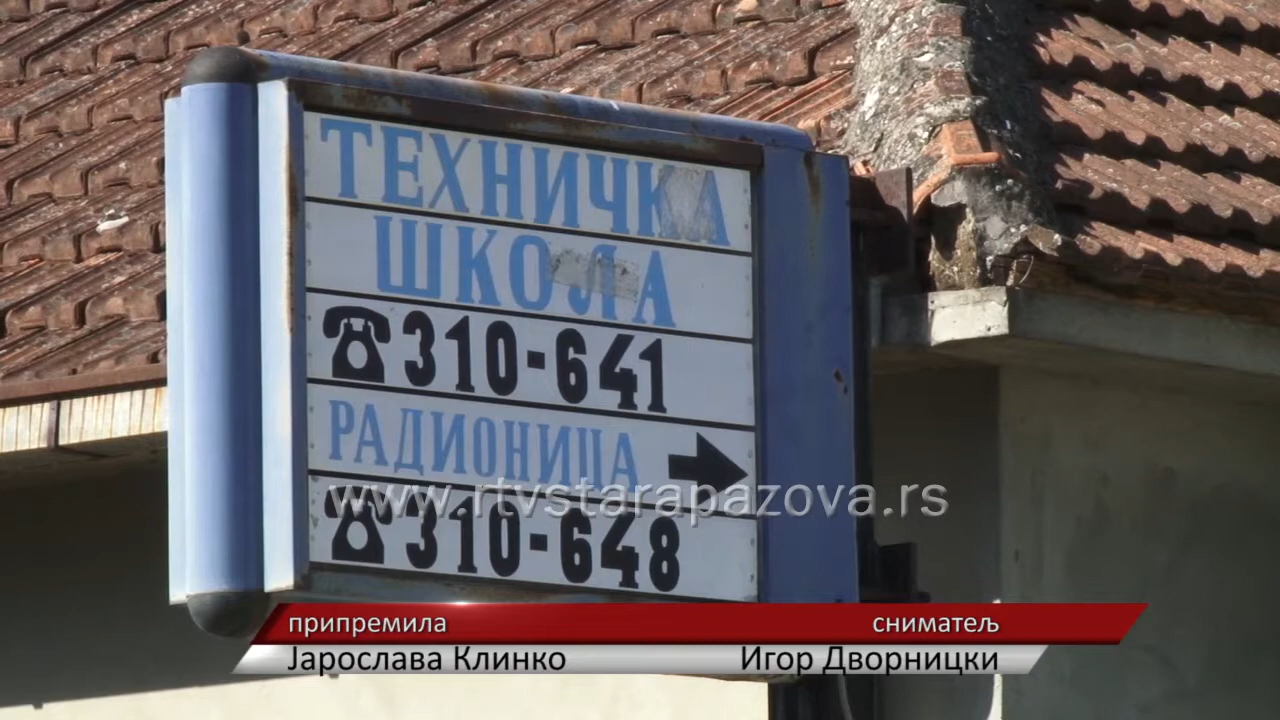 ТЕХНИЧКА
ШКОЛА
310-641
РАДИОНИЦА
www.rtvstarapazova.rs
310-648
припремила сниматељ
Јарослава Клинко Игор Дворницки